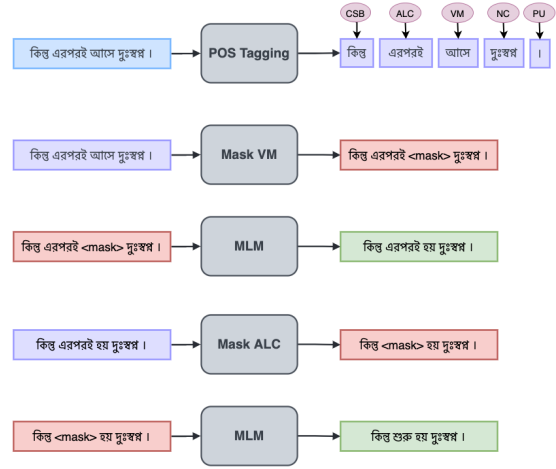 CSB ALC VM NC PU
কিন্তু এরপরই আসে দুঃস্বপ্ন । POS Tagging কিন্তু এরপরই আসে দুঃস্বপ্ন ।
কিন্তু এরপরই আসে দুঃস্বপ্ন । Mask VM কিন্তু এরপরই <mask> দুঃস্বপ্ন ।
কিন্তু এরপরই <mask> দুঃস্বপ্ন । MLM কিন্তু এরপরই হয় দুঃস্বপ্ন ।
কিন্তু এরপরই হয় দুঃস্বপ্ন । Mask ALC কিন্তু <mask> হয় দুঃস্বপ্ন ।
কিন্তু <mask> হয় দুঃস্বপ্ন । MLM কিন্তু শুরু হয় দুঃস্বপ্ন ।